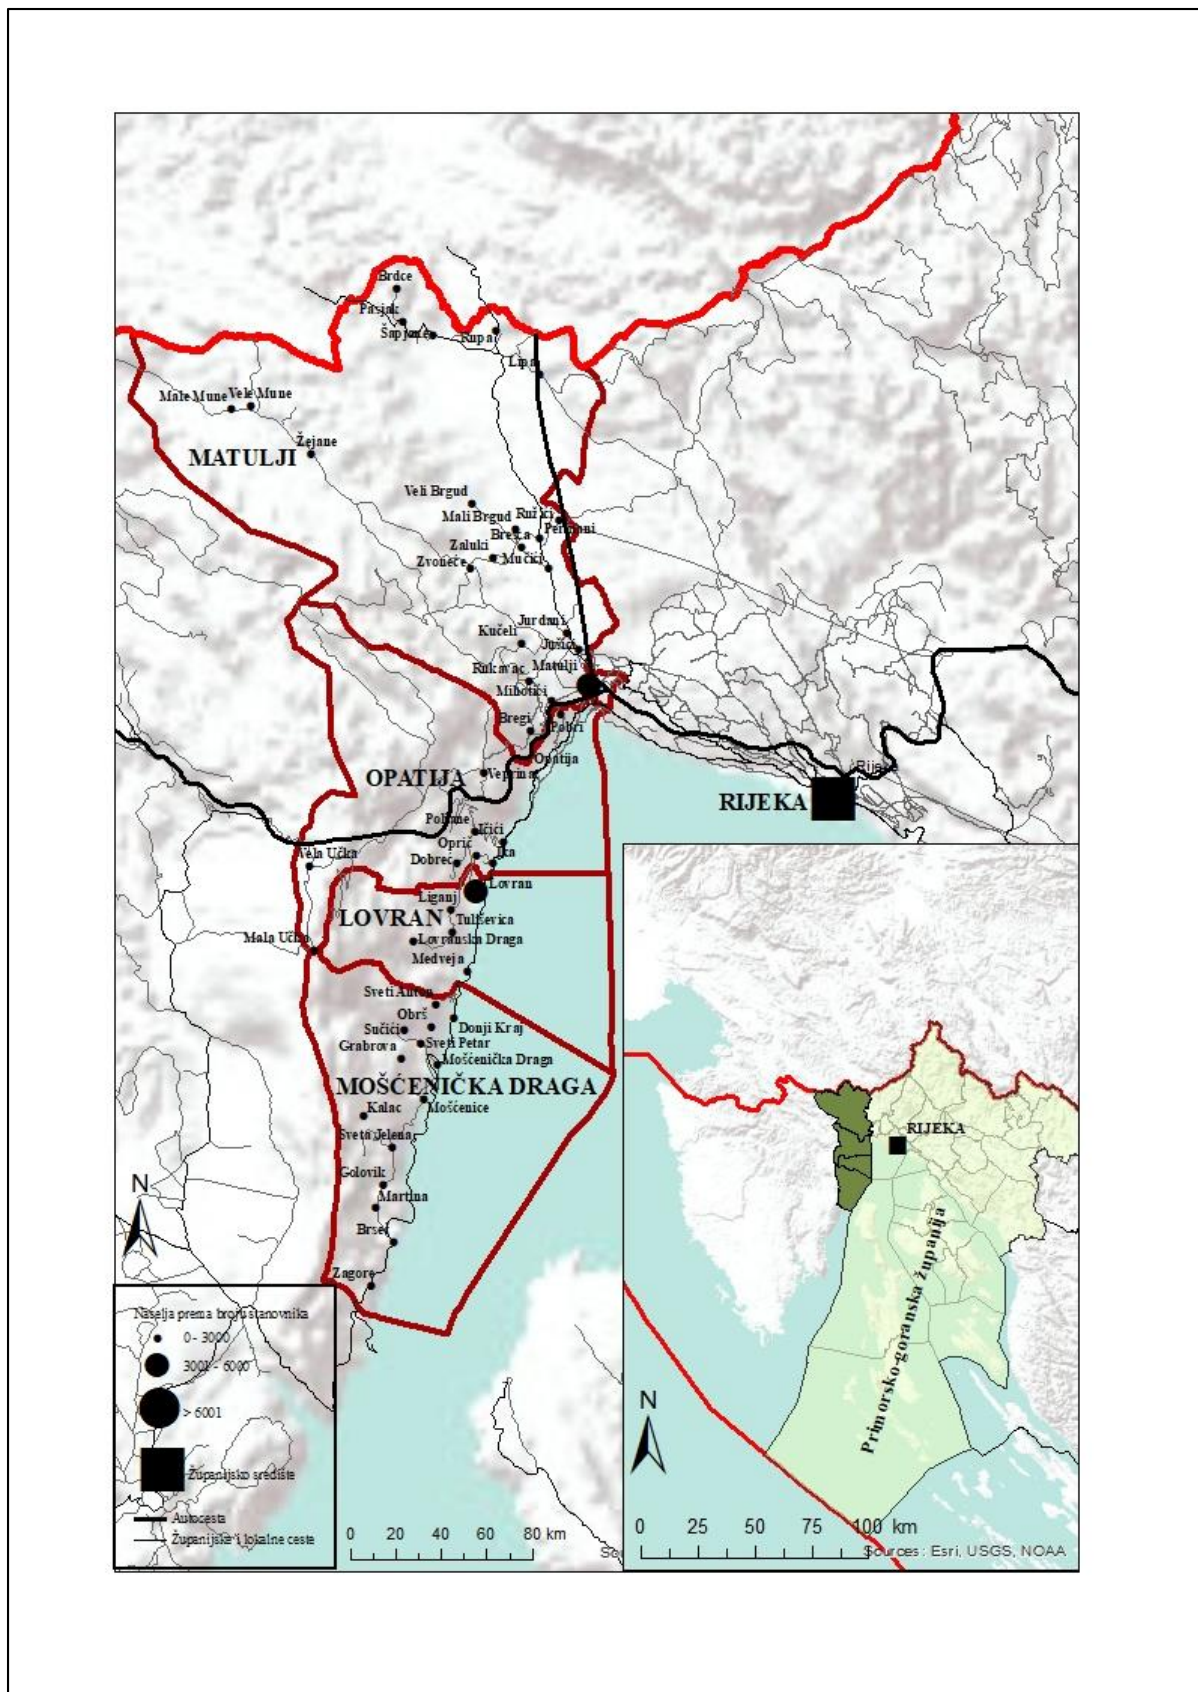 Brdce
Pasjak
Šapjane
Rupa
Lipa
Male Mune
Vele Mune
Žejane
MATULJI
Veli Brgud
Mali Brgud
Ružići
Permani
Breza
Zaluki
Zvoneće
Mučići
Jurdani
Kučeli
Jušići
Matulji
Rukavac
Mihotići
Bregi
Pobri
Opatija
OPATIJA
Veprinac
Rijeka
RIJEKA
Poljane
Ičići
Oprič
Ika
Dobreć
Vela Učka
Lovran
Liganj
LOVRAN
Tuliševica
Mala Učka
Lovranska Draga
Medveja
Sveti Anton
Obrš
Donji Kraj
Sučići
Sveti Petar
Grabrova
Mošćenička Draga
MOŠĆENIČKA DRAGA
Kalac
Mošćenice
Sveta Jelena
Golovik
Martina
Brseč
Zagore
N
Naselja prema broju stanovnika
0 - 3000
3001 - 6000
> 6001
Županijsko središte
Autocesta
Županijske i lokalne ceste
0 20 40 60 80 km
RIJEKA
Primorsko-goranska županija
N
0 25 50 75 100 km
Sources: Esri, USGS, NOAA